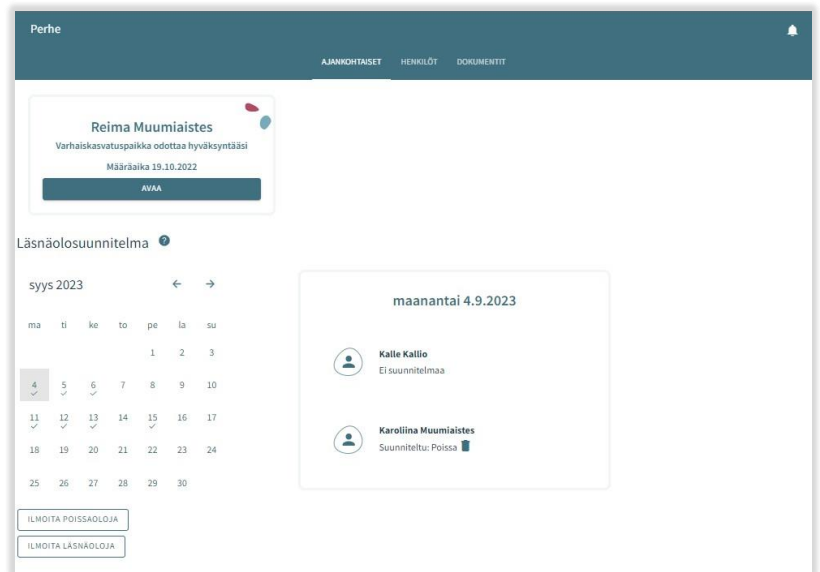 Perhe
AJANKOHTAISET HENKILÖT DOKUMENTIT
Reima Muumiaistes
Varhaiskasvatuspaikka odottaa hyväksyntääsi
Määräaika 19.10.2022
AVAA
Läsnäolosuunnitelma ?
syys 2023 ← →
ma ti ke to pe la su
1 2 3
4 5 6 7 8 9 10
11 12 13 14 15 16 17
18 19 20 21 22 23 24
25 26 27 28 29 30
ILMOITA POISSAOLOJA
ILMOITA LÄSNÄOLOJA
maanantai 4.9.2023
Kalle Kallio
Ei suunnitelmaa
Karoliina Muumiaistes
Suunniteltu: Poissa